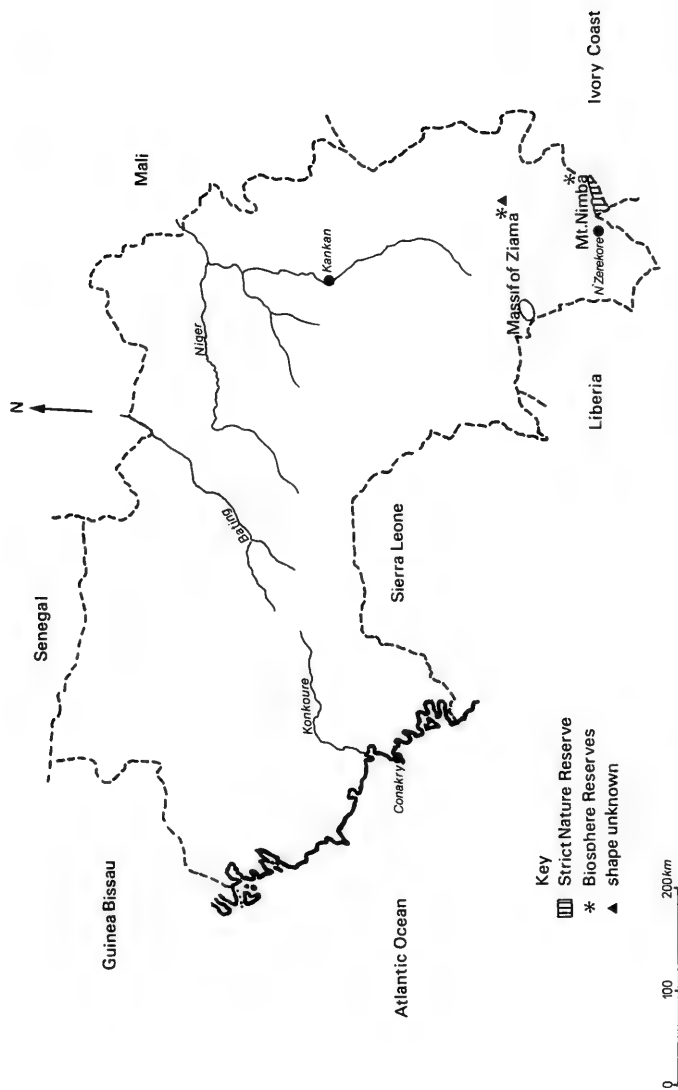 N
Senegal
Mali
Guinea Bissau
Niger
Bating
Kankan
Konkoure
Conakry
Sierra Leone
Atlantic Ocean
Massif of Ziama
Mt.Nimba
N'Zerekore
Liberia
Ivory Coast
Key
Strict Nature Reserve
Biosphere Reserves
shape unknown
0 100 200km